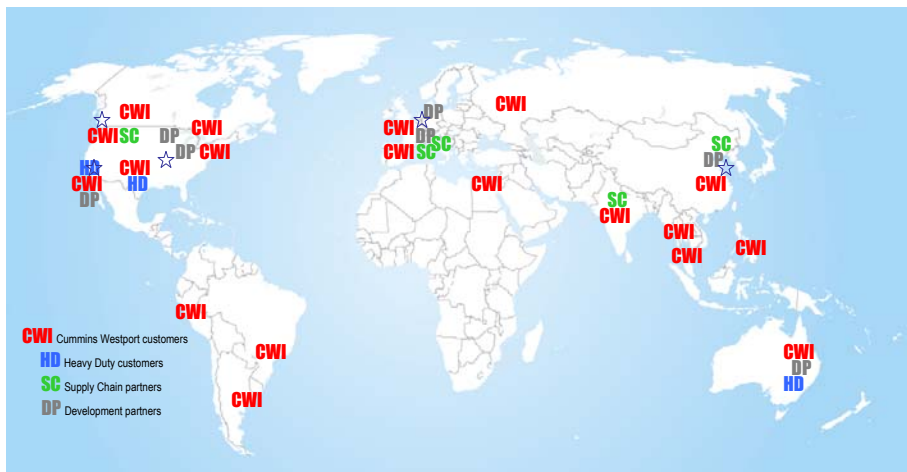 DP
CWI
CWI
CWI
CWI
CWI SC
DP
DP
SC
SC
DP CWI
CWI SC
DP
HD
CWI
CWI
CWI
CWI
HD
SC
DP
CWI
CWI
CWI
CWI
CWI
CWI
CWI Cummins Westport customers
CWI
CWI
HD Heavy Duty customers
DP
SC Supply Chain partners
HD
CWI
DP Development partners